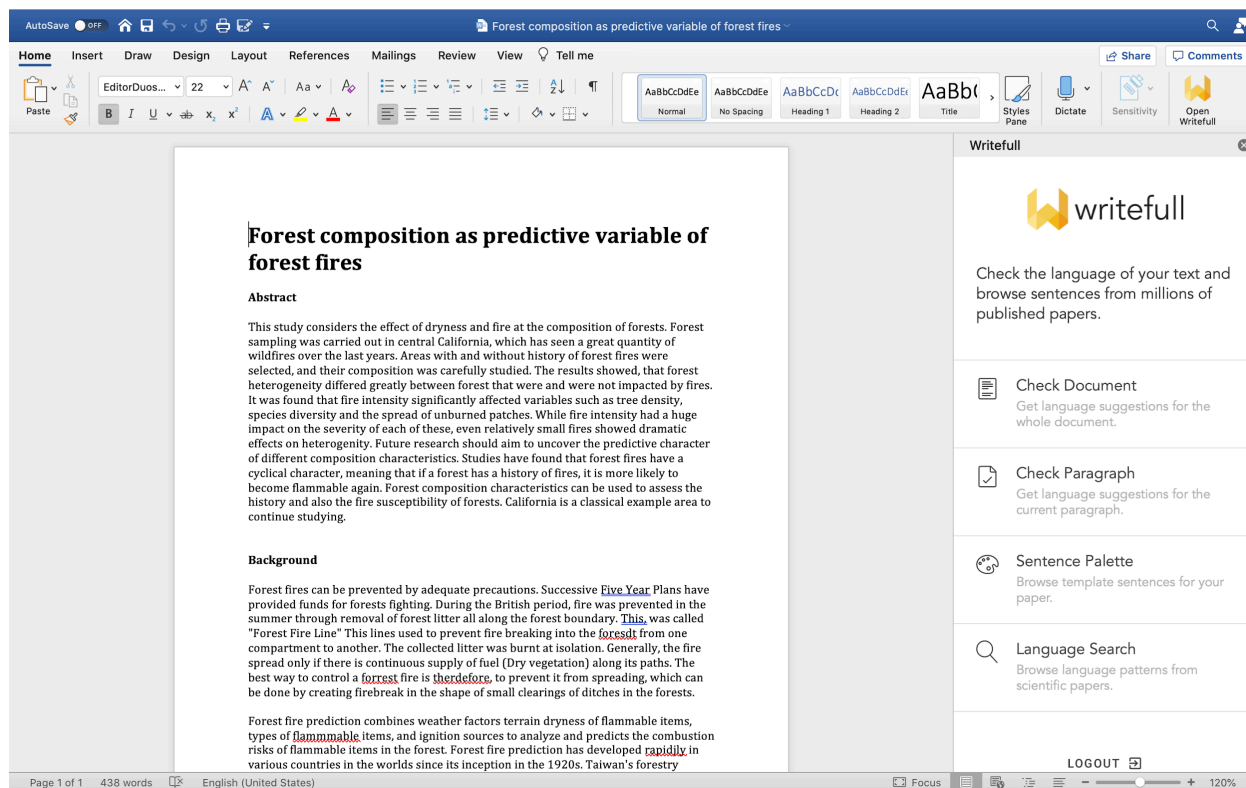 AutoSave OFF
Forest composition as predictive variable of forest fires
Home Insert Draw Design Layout References Mailings Review View Tell me
Share Comments
Paste
EditorDuos... 22
AaBbCcDdEe Normal
AaBbCcDdEe No Spacing
AaBbCcDc Heading 1
AaBbCcDdEe Heading 2
AaBb( Title
Styles Pane
Dictate
Sensitivity
Open Writefull
Forest composition as predictive variable of
forest fires
Abstract
This study considers the effect of dryness and fire at the composition of forests. Forest
sampling was carried out in central California, which has seen a great quantity of
wildfires over the last years. Areas with and without history of forest fires were
selected, and their composition was carefully studied. The results showed, that forest
heterogeneity differed greatly between forest that were and were not impacted by fires.
It was found that fire intensity significantly affected variables such as tree density,
species diversity and the spread of unburned patches. While fire intensity had a huge
impact on the severity of each of these, even relatively small fires showed dramatic
effects on heterogenity. Future research should aim to uncover the predictive character
of different composition characteristics. Studies have found that forest fires have a
cyclical character, meaning that if a forest has a history of fires, it is more likely to
become flammable again. Forest composition characteristics can be used to assess the
history and also the fire susceptibility of forests. California is a classical example area to
continue studying.
Background
Forest fires can be prevented by adequate precautions. Successive Five Year Plans have
provided funds for forests fighting. During the British period, fire was prevented in the
summer through removal of forest litter all along the forest boundary. This, was called
"Forest Fire Line" This lines used to prevent fire breaking into the foresdt from one
compartment to another. The collected litter was burnt at isolation. Generally, the fire
spread only if there is continuous supply of fuel (Dry vegetation) along its paths. The
best way to control a forrest fire is therdefore, to prevent it from spreading, which can
be done by creating firebreak in the shape of small clearings of ditches in the forests.
Forest fire prediction combines weather factors terrain dryness of flammable items,
types of flammmable items, and ignition sources to analyze and predicts the combustion
risks of flammable items in the forest. Forest fire prediction has developed rapidily in
various countries in the worlds since its inception in the 1920s. Taiwan's forestry
Writefull
writefull
Check the language of your text and
browse sentences from millions of
published papers.
Check Document
Get language suggestions for the
whole document.
Check Paragraph
Get language suggestions for the
current paragraph.
Sentence Palette
Browse template sentences for your
paper.
Language Search
Browse language patterns from
scientific papers.
LOGOUT
Page 1 of 1 438 words English (United States) Focus 120%